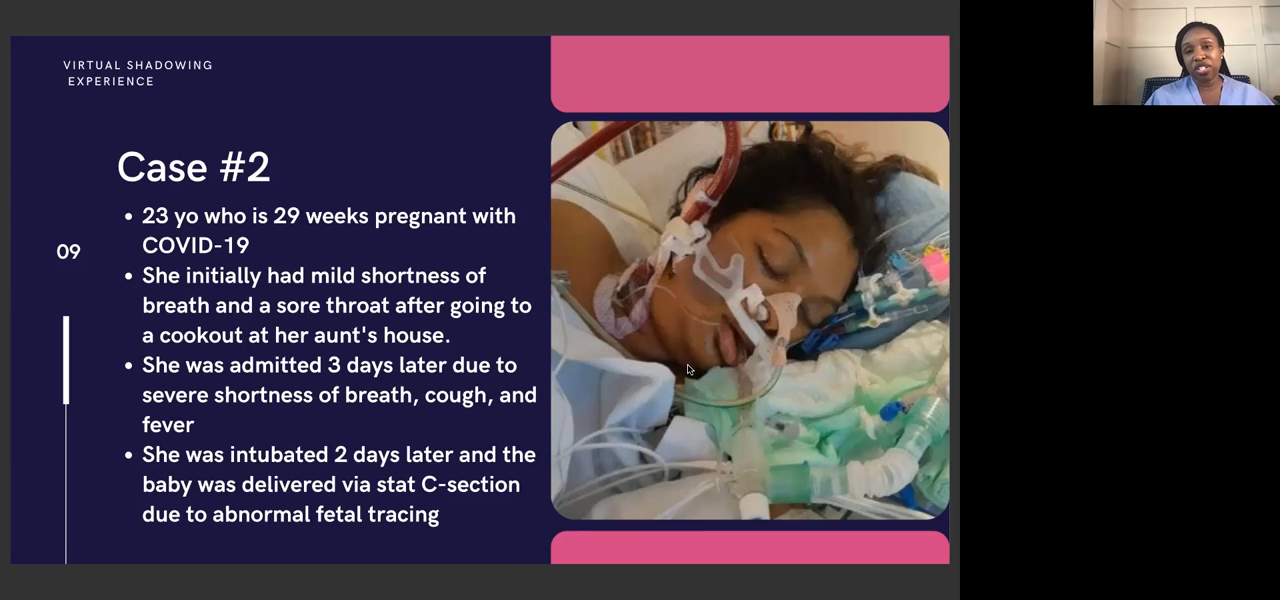 VIRTUAL SHADOWING
EXPERIENCE
Case #2
09
• 23 yo who is 29 weeks pregnant with
COVID-19
• She initially had mild shortness of
breath and a sore throat after going to
a cookout at her aunt's house.
• She was admitted 3 days later due to
severe shortness of breath, cough, and
fever
• She was intubated 2 days later and the
baby was delivered via stat C-section
due to abnormal fetal tracing